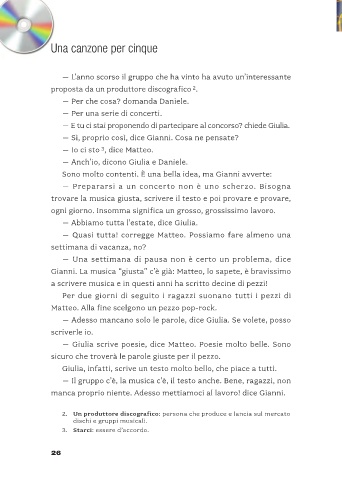 Una canzone per cinque
— L'anno scorso il gruppo che ha vinto ha avuto un'interessante
proposta da un produttore discografico 2.
— Per che cosa? domanda Daniele.
— Per una serie di concerti.
— E tu ci stai proponendo di partecipare al concorso? chiede Giulia.
— Sì, proprio così, dice Gianni. Cosa ne pensate?
— Io ci sto 3, dice Matteo.
— Anch'io, dicono Giulia e Daniele.
Sono molto contenti. È una bella idea, ma Gianni avverte:
— Prepararsi a un concerto non è uno scherzo. Bisogna
trovare la musica giusta, scrivere il testo e poi provare e provare,
ogni giorno. Insomma significa un grosso, grossissimo lavoro.
— Abbiamo tutta l'estate, dice Giulia.
— Quasi tutta! corregge Matteo. Possiamo fare almeno una
settimana di vacanza, no?
— Una settimana di pausa non è certo un problema, dice
Gianni. La musica "giusta" c'è già: Matteo, lo sapete, è bravissimo
a scrivere musica e in questi anni ha scritto decine di pezzi!
Per due giorni di seguito i ragazzi suonano tutti i pezzi di
Matteo. Alla fine scelgono un pezzo pop-rock.
— Adesso mancano solo le parole, dice Giulia. Se volete, posso
scriverle io.
— Giulia scrive poesie, dice Matteo. Poesie molto belle. Sono
sicuro che troverà le parole giuste per il pezzo.
Giulia, infatti, scrive un testo molto bello, che piace a tutti.
— Il gruppo c'è, la musica c'è, il testo anche. Bene, ragazzi, non
manca proprio niente. Adesso mettiamoci al lavoro! dice Gianni.
2. Un produttore discografico: persona che produce e lancia sul mercato
dischi e gruppi musicali.
3. Starci: essere d'accordo.
26